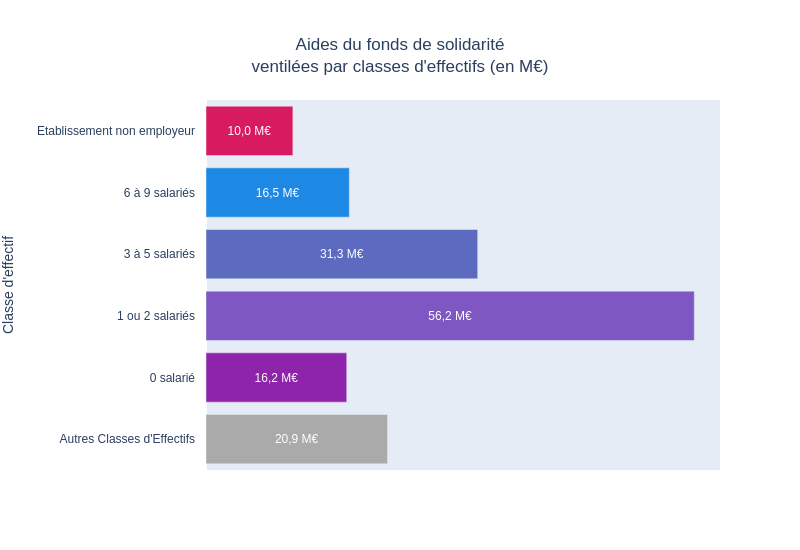 Aides du fonds de solidarité
ventilées par classes d'effectifs (en M€)
Classe d'effectif
Etablissement non employeur
10,0 M€
6 à 9 salariés
16,5 M€
3 à 5 salariés
31,3 M€
1 ou 2 salariés
56,2 M€
0 salarié
16,2 M€
Autres Classes d'Effectifs
20,9 M€